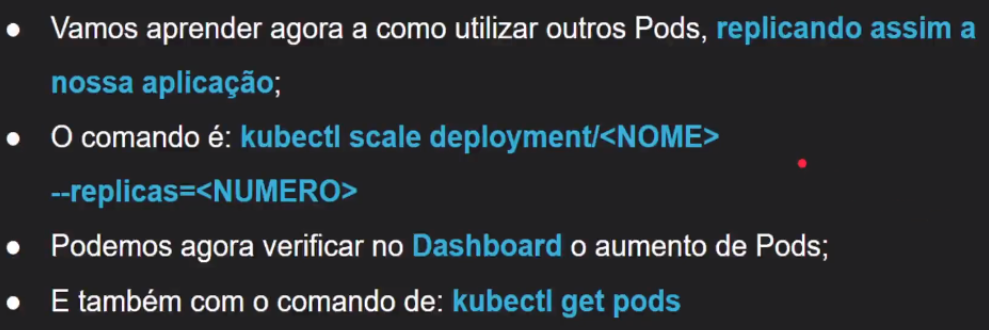 ● Vamos aprender agora a como utilizar outros Pods, replicando assim a
nossa aplicação;
● O comando é: kubectl scale deployment/<NOME>
--replicas=<NUMERO>
● Podemos agora verificar no Dashboard o aumento de Pods;
● E também com o comando de: kubectl get pods